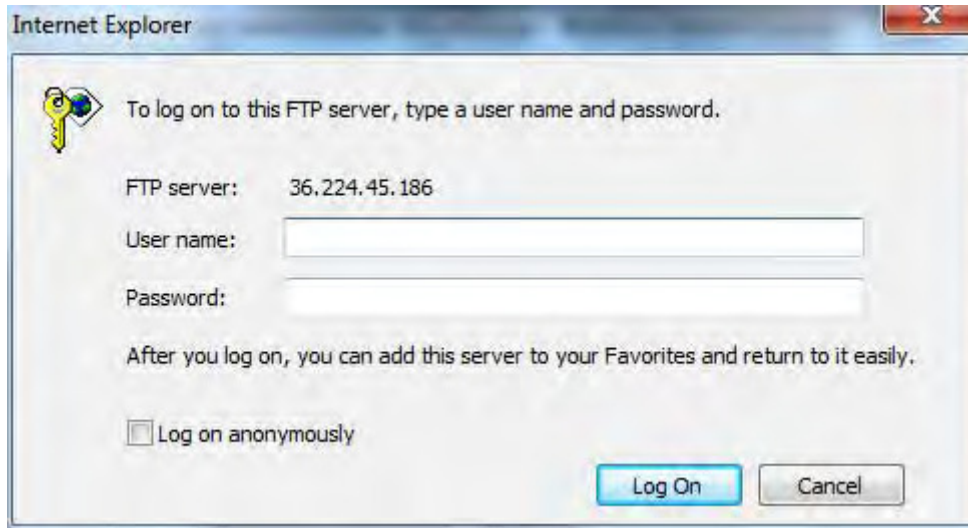 Internet Explorer
To log on to this FTP server, type a user name and password.
FTP server: 36.224.45.186
User name:
Password:
After you log on, you can add this server to your Favorites and return to it easily.
Log on anonymously
Log On Cancel